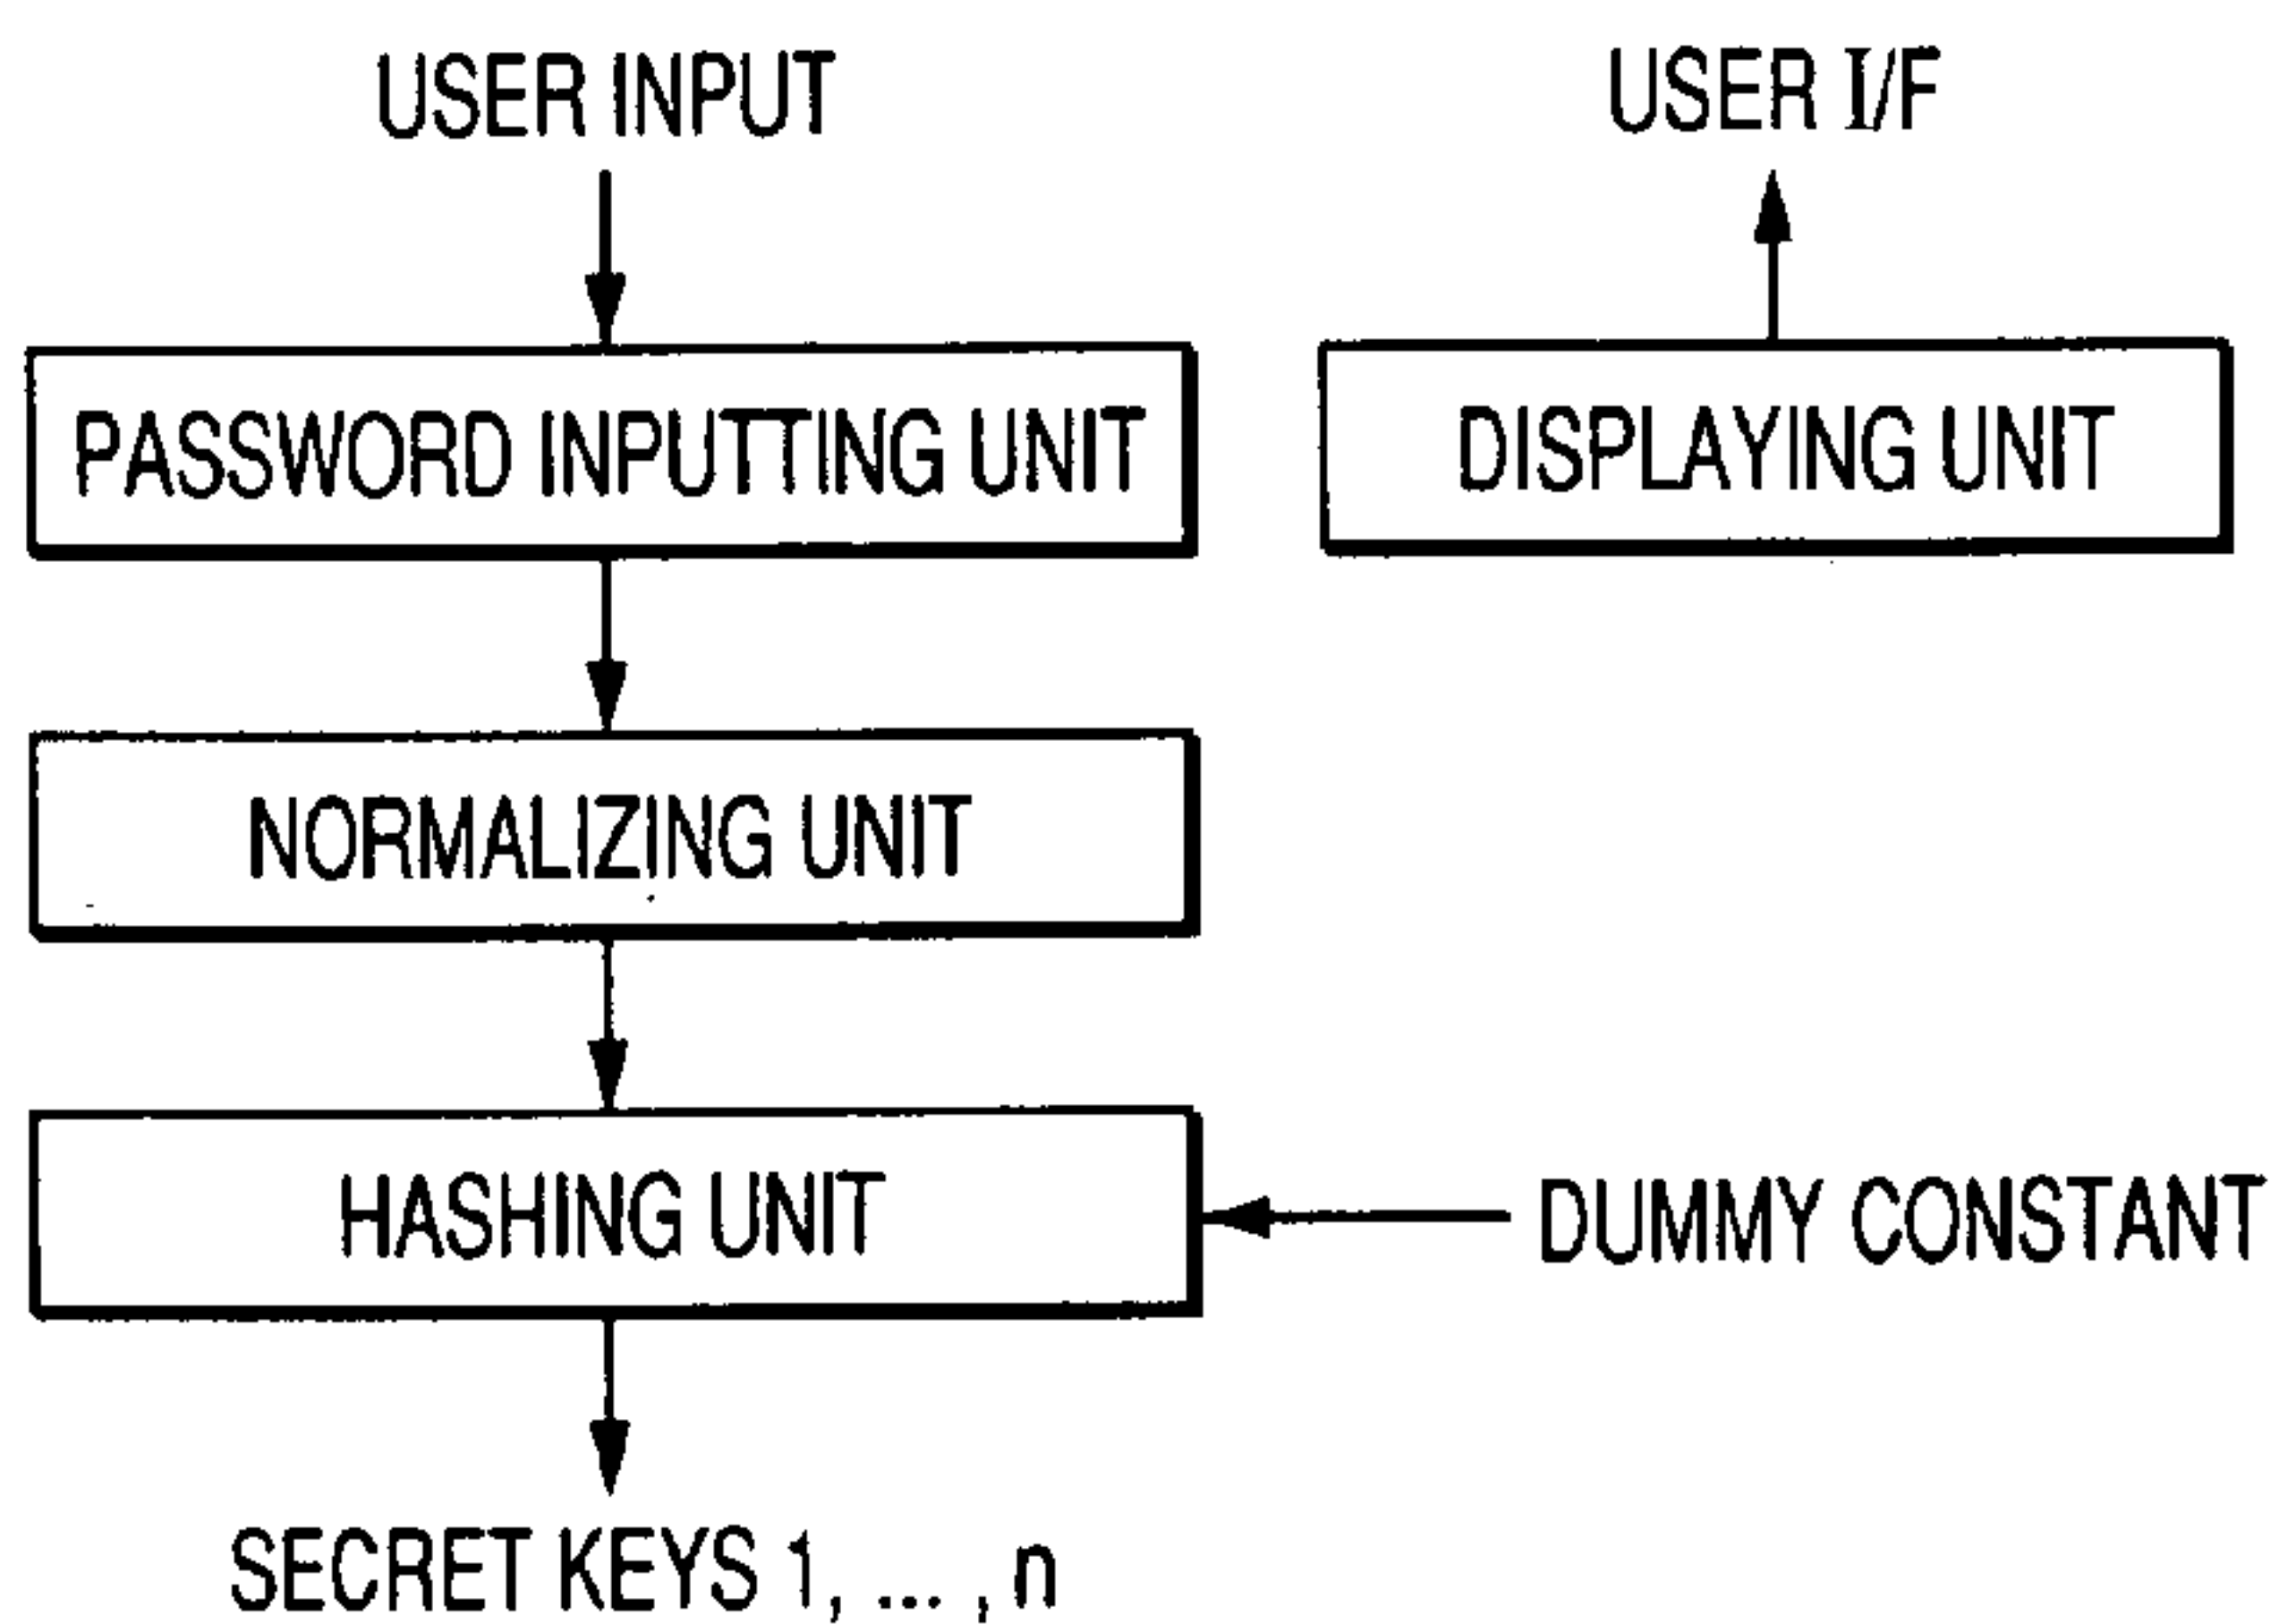 USER INPUT
USER I/F
PASSWORD INPUTTING UNIT
DISPLAYING UNIT
NORMALIZING UNIT
HASHING UNIT
DUMMY CONSTANT
SECRET KEYS 1, ... , n